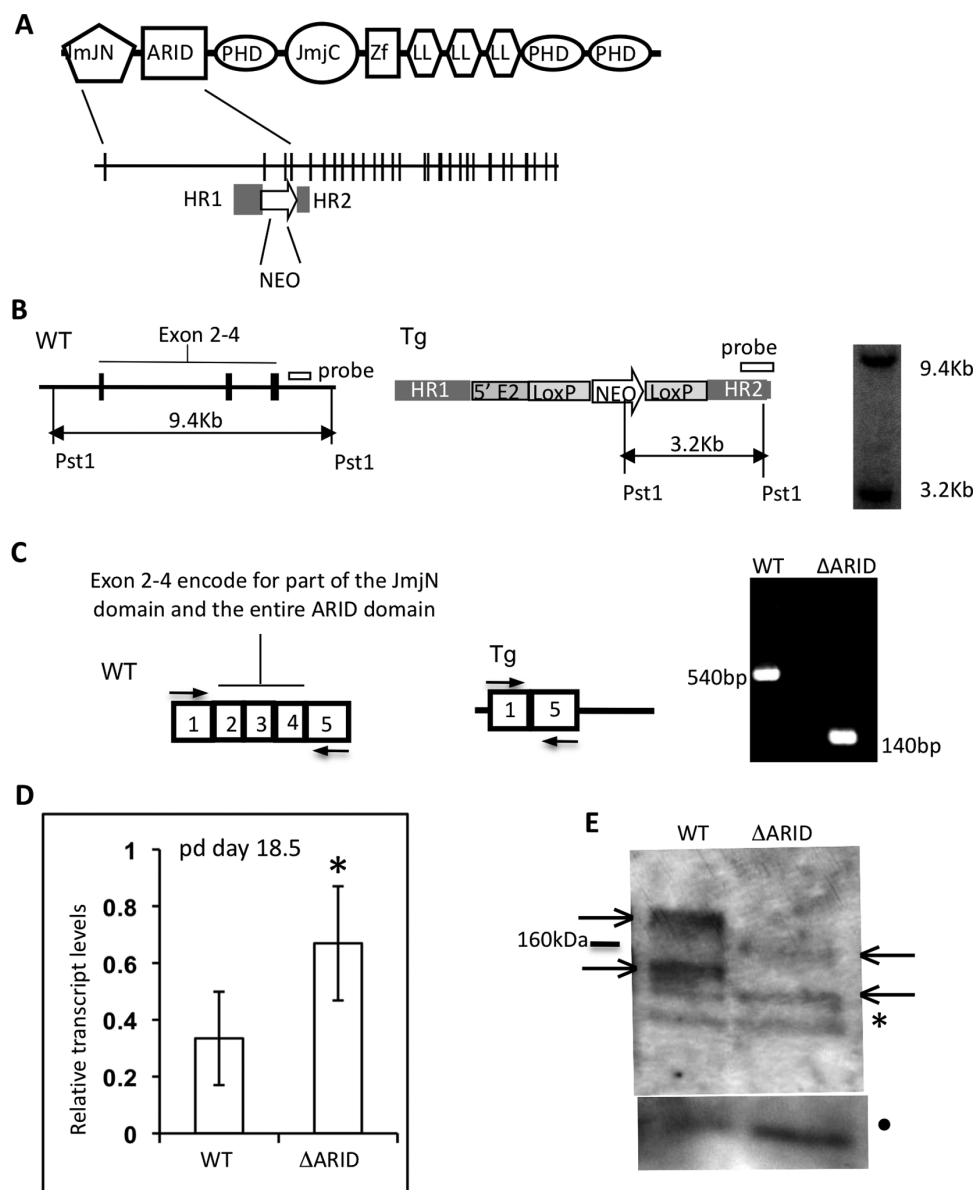 A
JmJN ARID PHD JmjC Zf LL LL LL PHD PHD
HR1 HR2
NEO
B
WT
Exon 2-4
probe
9.4Kb
Pst1 Pst1
Tg
probe
HR1 5' E2 LoxP NEO LoxP HR2
3.2Kb
Pst1 Pst1
9.4Kb
3.2Kb
C
Exon 2-4 encode for part of the JmjN
domain and the entire ARID domain
WT
1 2 3 4 5
Tg
1 5
WT ΔARID
540bp
140bp
D
pd day 18.5
*
Relative transcript levels
1
0.8
0.6
0.4
0.2
0
WT ΔARID
E
WT ΔARID
160kDa
*